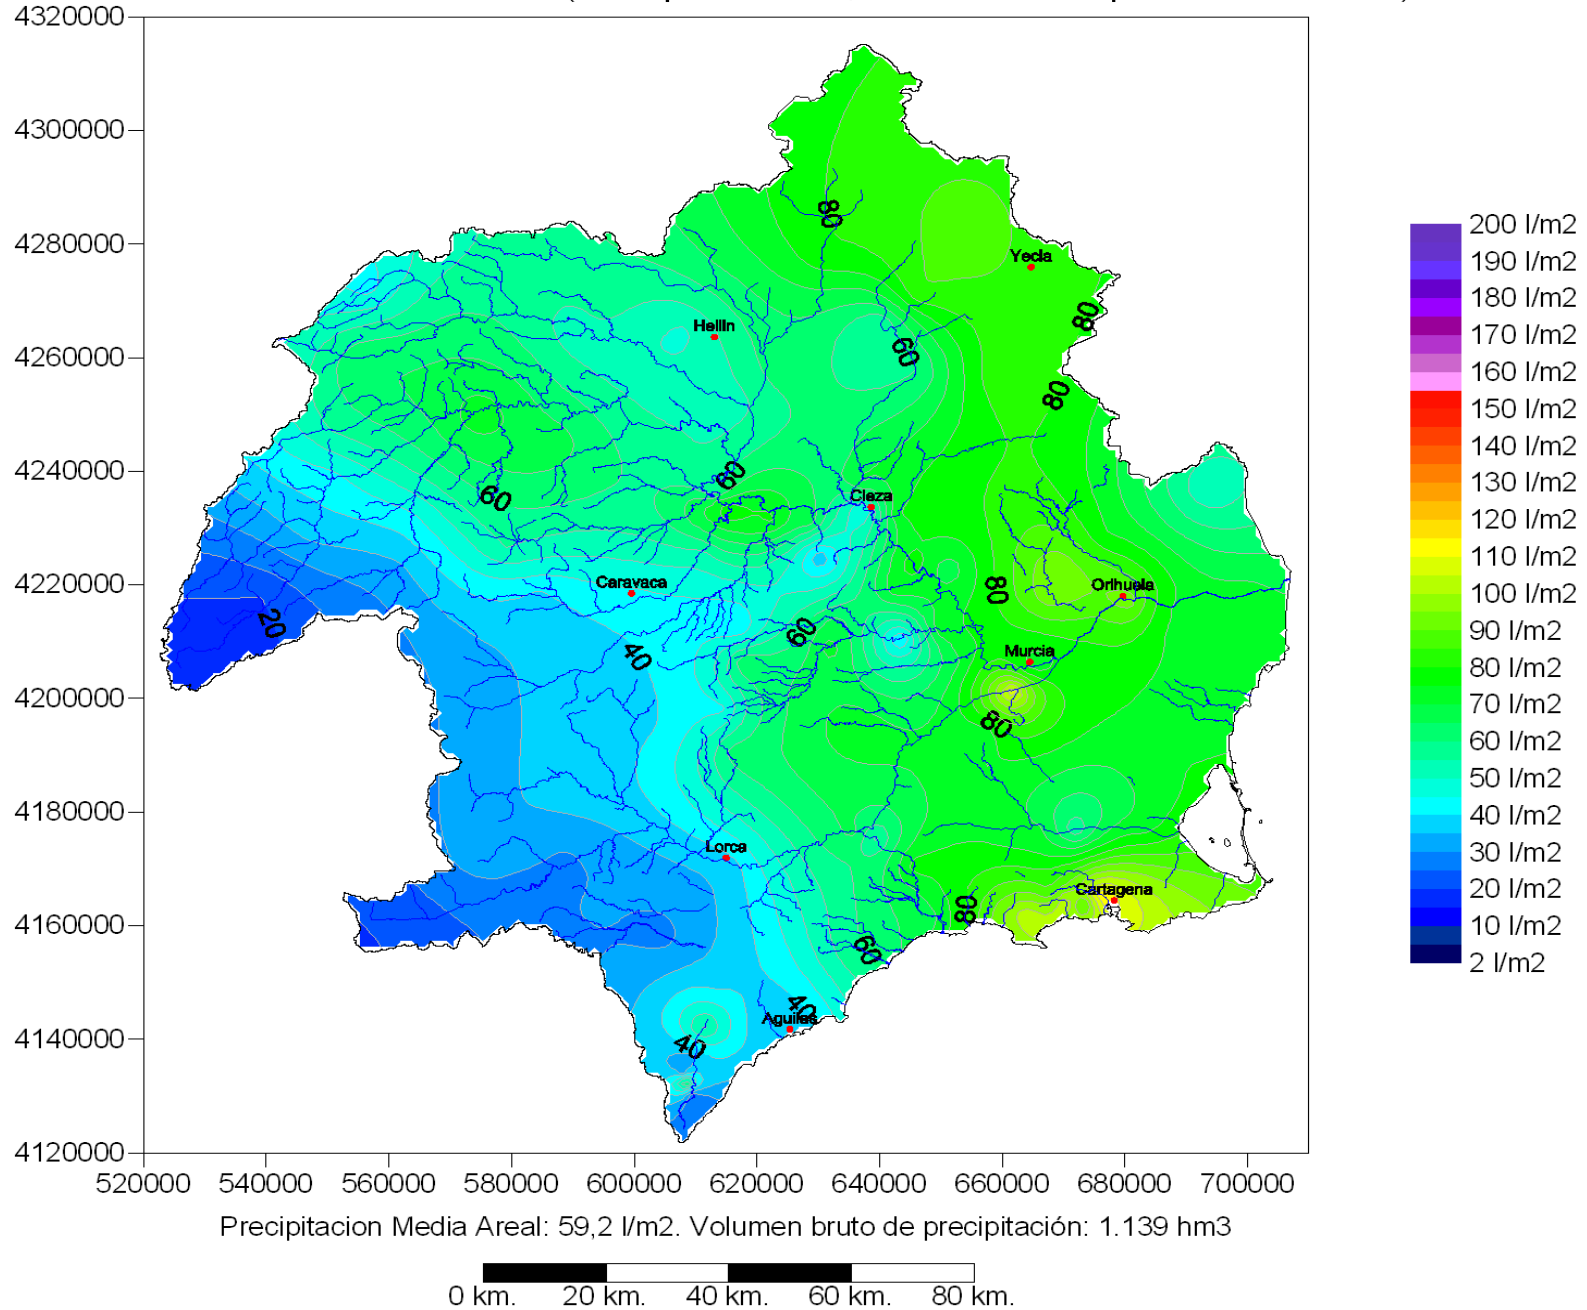 4320000
4300000
4280000
4260000
4240000
4220000
4200000
4180000
4160000
4140000
4120000
520000 540000 560000 580000 600000 620000 640000 660000 680000 700000
80
Yecla
80
Hellin
60
80
60
60
Cieza
Caravaca
80
Orihuela
20
60
40
Murcia
80
Lorca
Cartagena
80
60
40
Aguilas
40
200 l/m2
190 l/m2
180 l/m2
170 l/m2
160 l/m2
150 l/m2
140 l/m2
130 l/m2
120 l/m2
110 l/m2
100 l/m2
90 l/m2
80 l/m2
70 l/m2
60 l/m2
50 l/m2
40 l/m2
30 l/m2
20 l/m2
10 l/m2
2 l/m2
Precipitacion Media Areal: 59,2 l/m2. Volumen bruto de precipitación: 1.139 hm3
0 km. 20 km. 40 km. 60 km. 80 km.